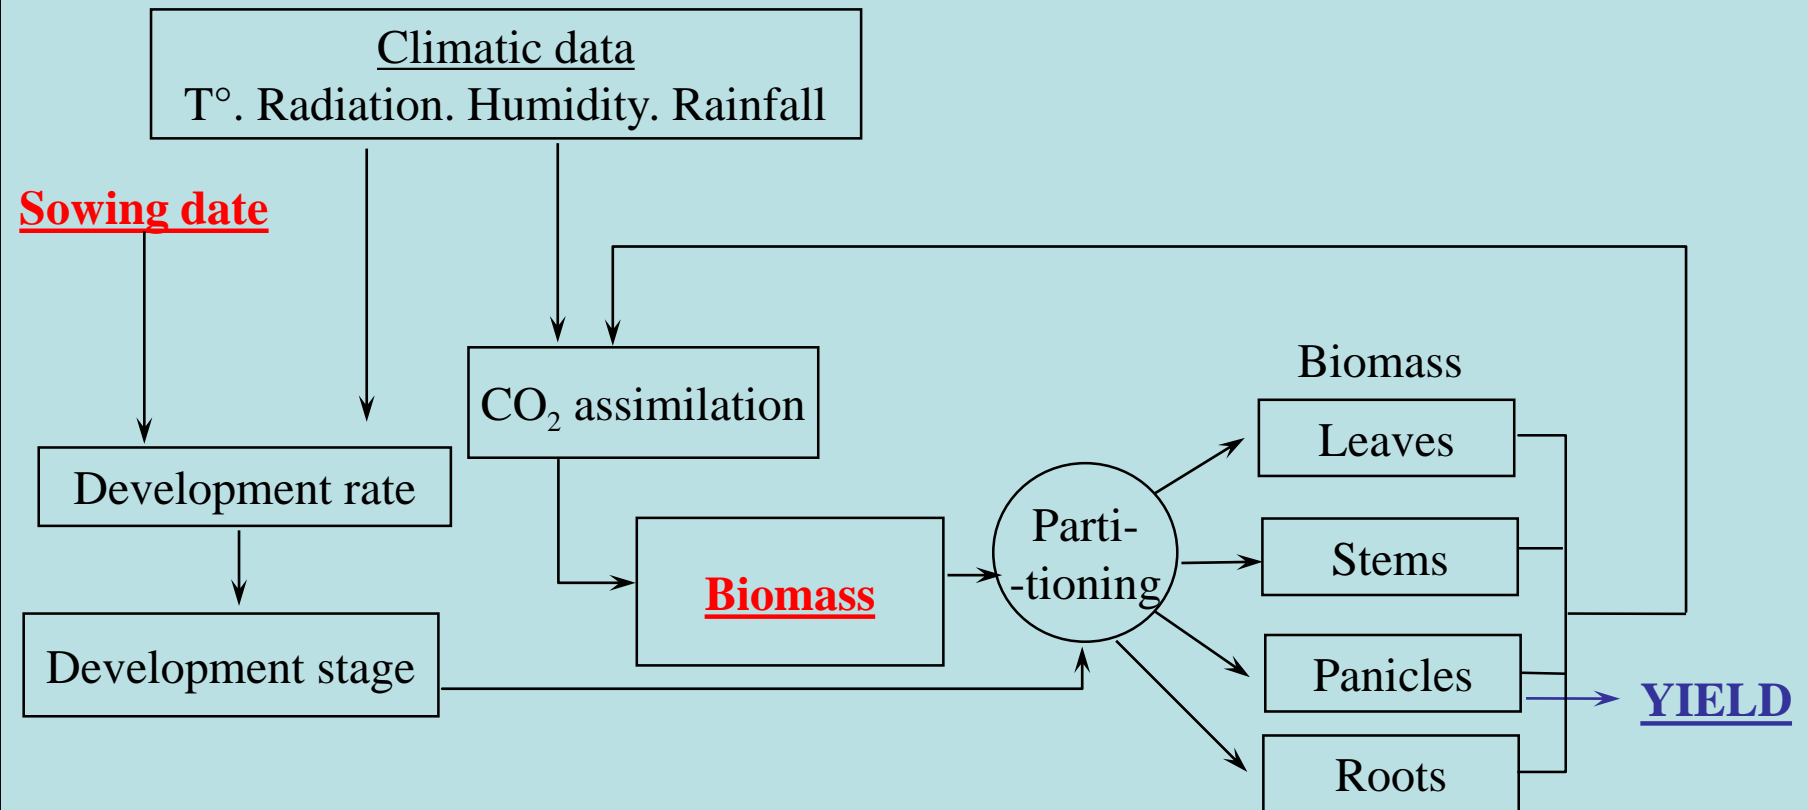 Climatic data
T°. Radiation. Humidity. Rainfall
Sowing date
CO₂ assimilation
Development rate
Development stage
Biomass
Parti-
-tioning
Biomass
Leaves
Stems
Panicles
YIELD
Roots